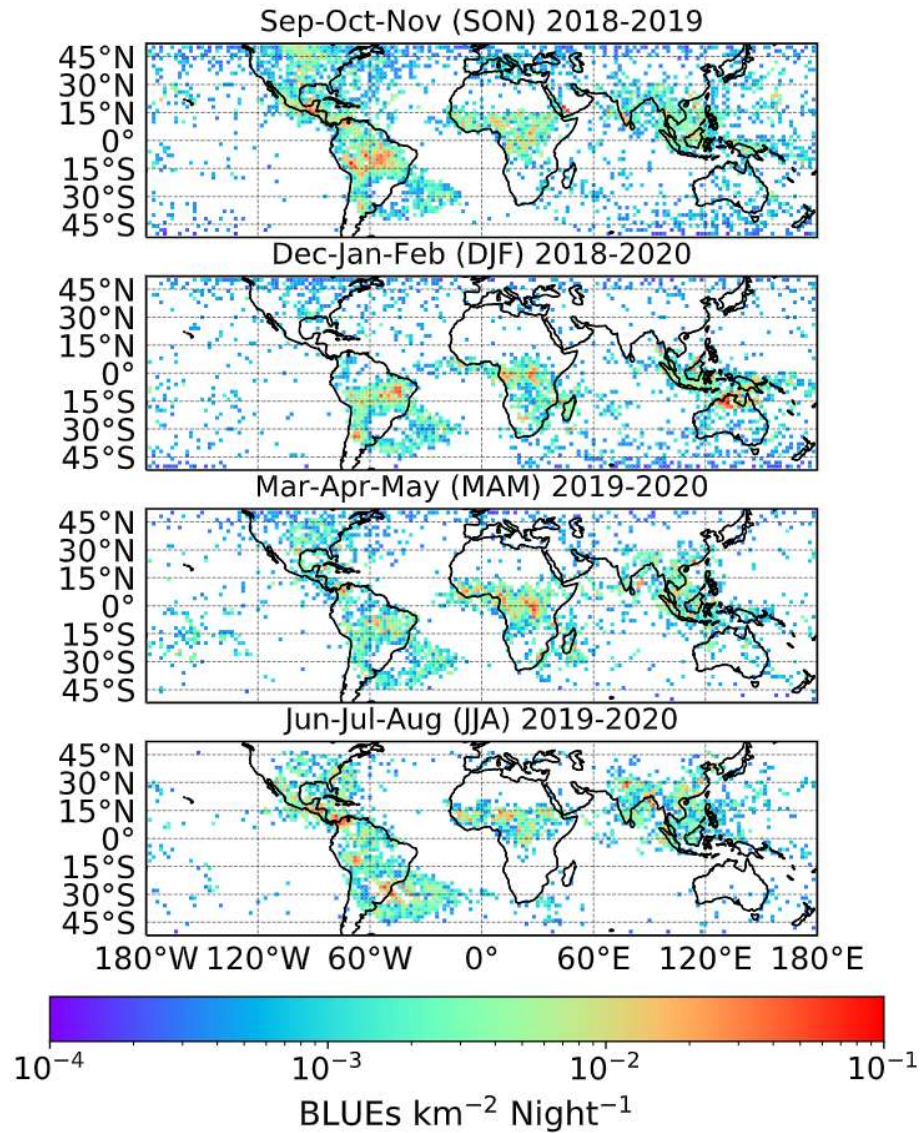 Sep-Oct-Nov (SON) 2018-2019
45°N
30°N
15°N
0°
15°S
30°S
45°S
Dec-Jan-Feb (DJF) 2018-2020
45°N
30°N
15°N
0°
15°S
30°S
45°S
Mar-Apr-May (MAM) 2019-2020
45°N
30°N
15°N
0°
15°S
30°S
45°S
Jun-Jul-Aug (JJA) 2019-2020
45°N
30°N
15°N
0°
15°S
30°S
45°S
180°W 120°W 60°W 0° 60°E 120°E 180°E
10⁻⁴ 10⁻³ 10⁻² 10⁻¹
BLUEs km⁻² Night⁻¹